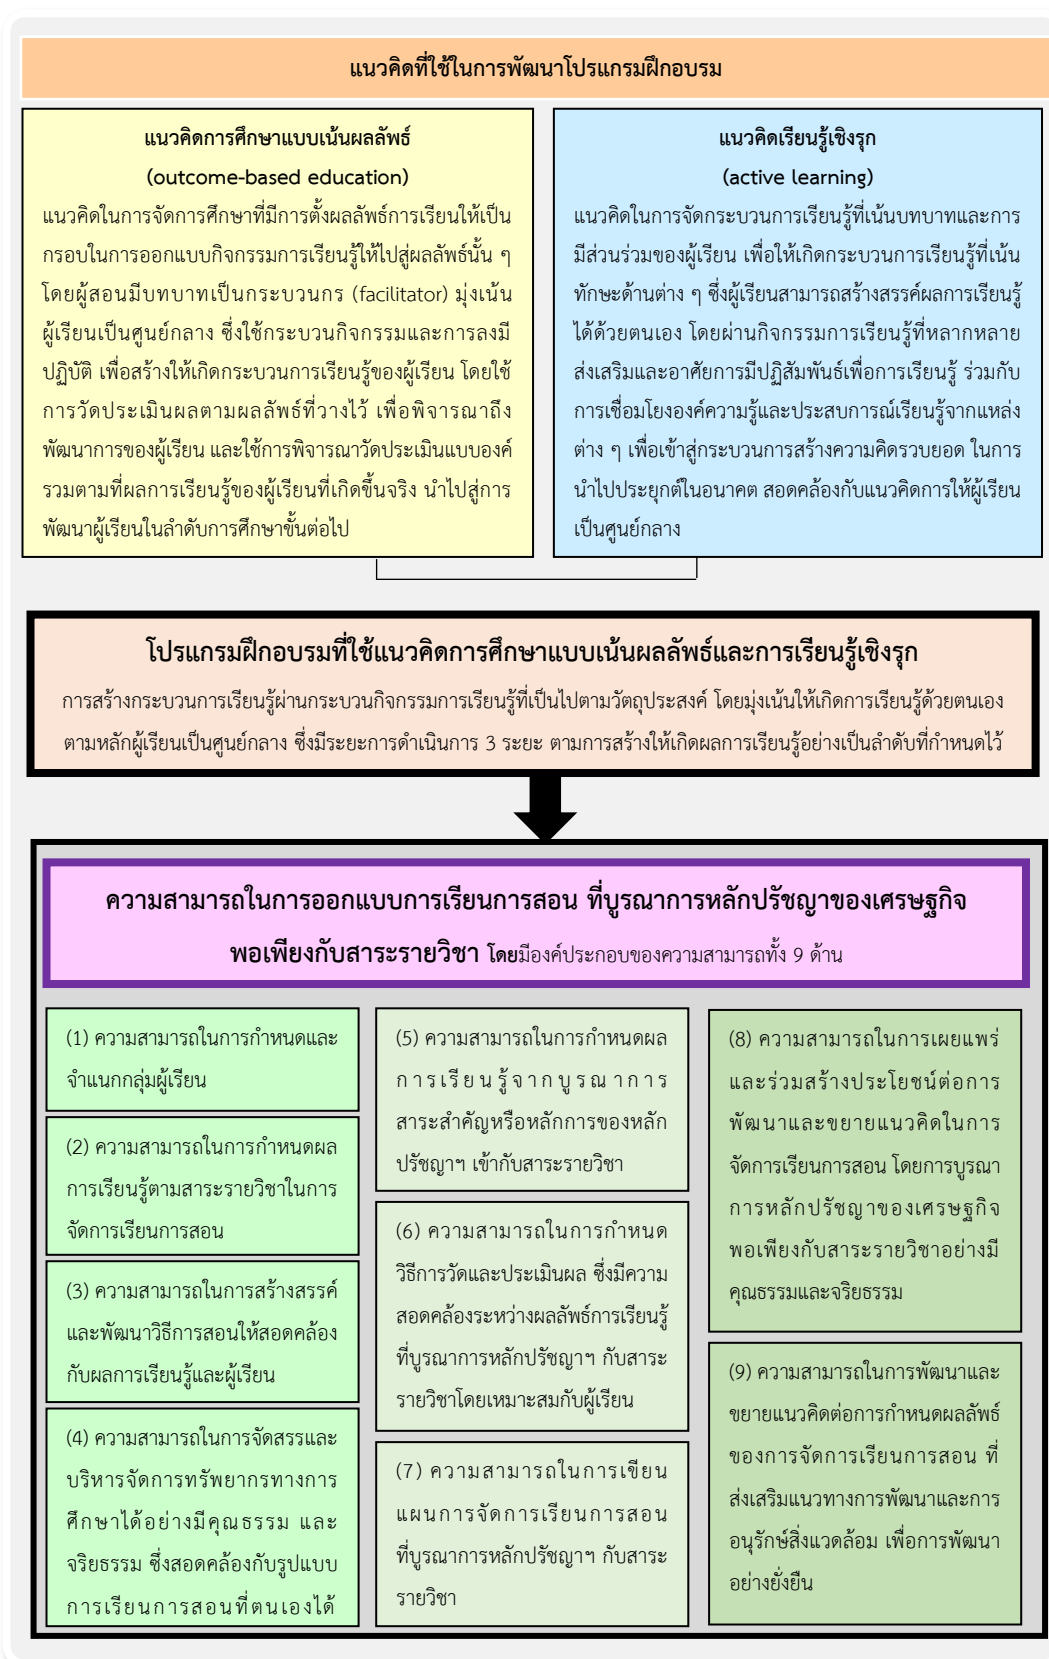 แนวคิดที่ใช้ในการพัฒนาโปรแกรมฝึกอบรม
แนวคิดการศึกษาแบบเน้นผลลัพธ์
(outcome-based education)
แนวคิดในการจัดการศึกษาที่มีการตั้งผลลัพธ์การเรียนให้เป็น
กรอบในการออกแบบกิจกรรมการเรียนรู้ให้ไปสู่ผลลัพธ์นั้น ๆ
โดยผู้สอนมีบทบาทเป็นกระบวนกร (facilitator) มุ่งเน้น
ผู้เรียนเป็นศูนย์กลาง ซึ่งใช้กระบวนกิจกรรมและการลงมี
ปฏิบัติ เพื่อสร้างให้เกิดกระบวนการเรียนรู้ของผู้เรียน โดยใช้
การวัดประเมินผลตามผลลัพธ์ที่วางไว้ เพื่อพิจารณาถึง
พัฒนาการของผู้เรียน และใช้การพิจารณาวัดประเมินแบบองค์
รวมตามที่ผลการเรียนรู้ของผู้เรียนที่เกิดขึ้นจริง นำไปสู่การ
พัฒนาผู้เรียนในลำดับการศึกษาขั้นต่อไป
แนวคิดเรียนรู้เชิงรุก
(active learning)
แนวคิดในการจัดกระบวนการเรียนรู้ที่เน้นบทบาทและการ
มีส่วนร่วมของผู้เรียน เพื่อให้เกิดกระบวนการเรียนรู้ที่เน้น
ทักษะด้านต่าง ๆ ซึ่งผู้เรียนสามารถสร้างสรรค์ผลการเรียนรู้
ได้ด้วยตนเอง โดยผ่านกิจกรรมการเรียนรู้ที่หลากหลาย
ส่งเสริมและอาศัยการมีปฏิสัมพันธ์เพื่อการเรียนรู้ ร่วมกับ
การเชื่อมโยงองค์ความรู้และประสบการณ์เรียนรู้จากแหล่ง
ต่าง ๆ เพื่อเข้าสู่กระบวนการสร้างความคิดรวบยอด ในการ
นำไปประยุกต์ในอนาคต สอดคล้องกับแนวคิดการให้ผู้เรียน
เป็นศูนย์กลาง
โปรแกรมฝึกอบรมที่ใช้แนวคิดการศึกษาแบบเน้นผลลัพธ์และการเรียนรู้เชิงรุก
การสร้างกระบวนการเรียนรู้ผ่านกระบวนกิจกรรมการเรียนรู้ที่เป็นไปตามวัตถุประสงค์ โดยมุ่งเน้นให้เกิดการเรียนรู้ด้วยตนเอง
ตามหลักผู้เรียนเป็นศูนย์กลาง ซึ่งมีระยะการดำเนินการ 3 ระยะ ตามการสร้างให้เกิดผลการเรียนรู้อย่างเป็นลำดับที่กำหนดไว้
ความสามารถในการออกแบบการเรียนการสอน ที่บูรณาการหลักปรัชญาของเศรษฐกิจ
พอเพียงกับสาระรายวิชา โดยมีองค์ประกอบของความสามารถทั้ง 9 ด้าน
(1) ความสามารถในการกำหนดและ
จำแนกกลุ่มผู้เรียน
(2) ความสามารถในการกำหนดผล
การเรียนรู้ตามสาระรายวิชาในการ
จัดการเรียนการสอน
(3) ความสามารถในการสร้างสรรค์
และพัฒนาวิธีการสอนให้สอดคล้อง
กับผลการเรียนรู้และผู้เรียน
(4) ความสามารถในการจัดสรรและ
บริหารจัดการทรัพยากรทางการ
ศึกษาได้อย่างมีคุณธรรม และ
จริยธรรม ซึ่งสอดคล้องกับรูปแบบ
การเรียนการสอนที่ตนเองได้
(5) ความสามารถในการกำหนดผล
การเรียนรู้จากบูรณาการ
สาระสำคัญหรือหลักการของหลัก
ปรัชญาฯ เข้ากับสาระรายวิชา
(6) ความสามารถในการกำหนด
วิธีการวัดและประเมินผล ซึ่งมีความ
สอดคล้องระหว่างผลลัพธ์การเรียนรู้
ที่บูรณาการหลักปรัชญาฯ กับสาระ
รายวิชาโดยเหมาะสมกับผู้เรียน
(7) ความสามารถในการเขียน
แผนการจัดการเรียนการสอน
ที่บูรณาการหลักปรัชญาฯ กับสาระ
รายวิชา
(8) ความสามารถในการเผยแพร่
และร่วมสร้างประโยชน์ต่อการ
พัฒนาและขยายแนวคิดในการ
จัดการเรียนการสอน โดยการบูรณา
การหลักปรัชญาของเศรษฐกิจ
พอเพียงกับสาระรายวิชาอย่างมี
คุณธรรมและจริยธรรม
(9) ความสามารถในการพัฒนาและ
ขยายแนวคิดต่อการกำหนดผลลัพธ์
ของการจัดการเรียนการสอน ที่
ส่งเสริมแนวทางการพัฒนาและการ
อนุรักษ์สิ่งแวดล้อม เพื่อการพัฒนา
อย่างยั่งยืน